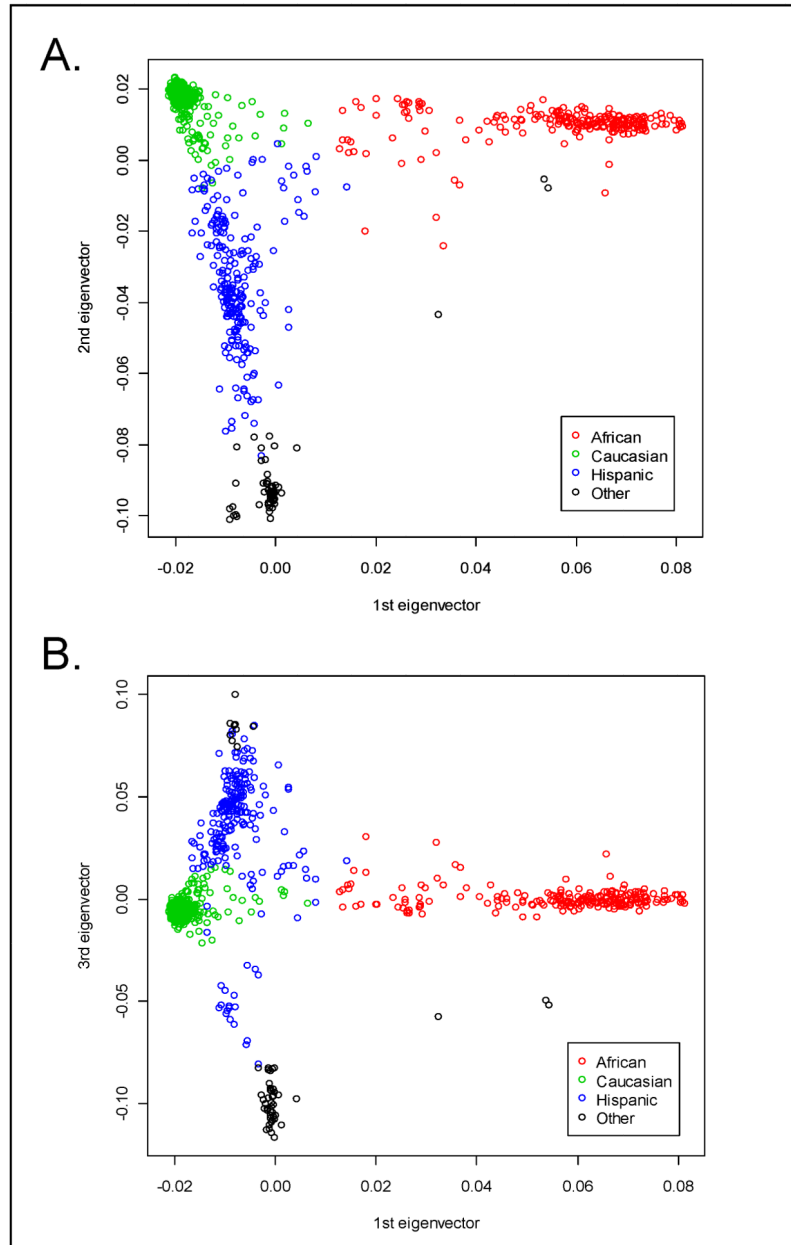 A.
2nd eigenvector
0.02
0.00
-0.02
-0.04
-0.06
-0.08
-0.10
African
Caucasian
Hispanic
Other
-0.02 0.00 0.02 0.04 0.06 0.08
1st eigenvector
B.
3rd eigenvector
0.10
0.05
0.00
-0.05
-0.10
African
Caucasian
Hispanic
Other
-0.02 0.00 0.02 0.04 0.06 0.08
1st eigenvector